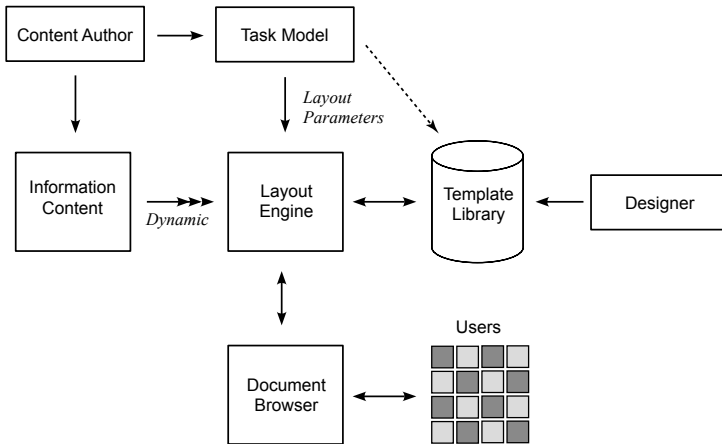 Content Author
Task Model
Layout
Parameters
Information
Content
Dynamic
Layout
Engine
Template
Library
Designer
Users
Document
Browser